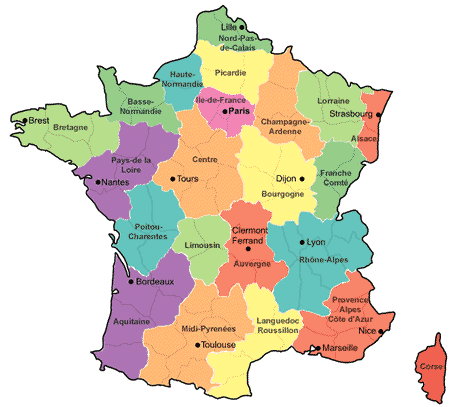 Lille
Nord-Pas-
de-Calais
Haute-
Normandie
Picardie
Basse-
Normandie
Ile-de-France
Paris
Champagne-
Ardenne
Lorraine
Strasbourg
Alsace
Brest
Bretagne
Pays-de la
Loire
Nantes
Centre
Tours
Dijon
Bourgogne
Franche
Comté
Poitou-
Charentes
Limousin
Clermont
Ferrand
Auvergne
Lyon
Rhône-Alpes
Bordeaux
Aquitaine
Midi-Pyrenées
Toulouse
Languedoc
Roussillon
Provence
Alpes
Côte d'Azur
Nice
Marseille
Corse